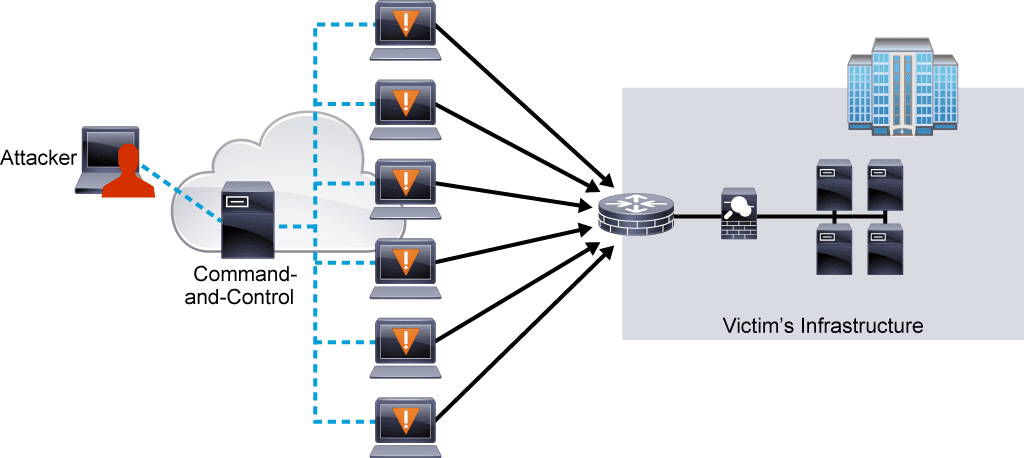 Attacker
Command-
and-Control
Victim's Infrastructure